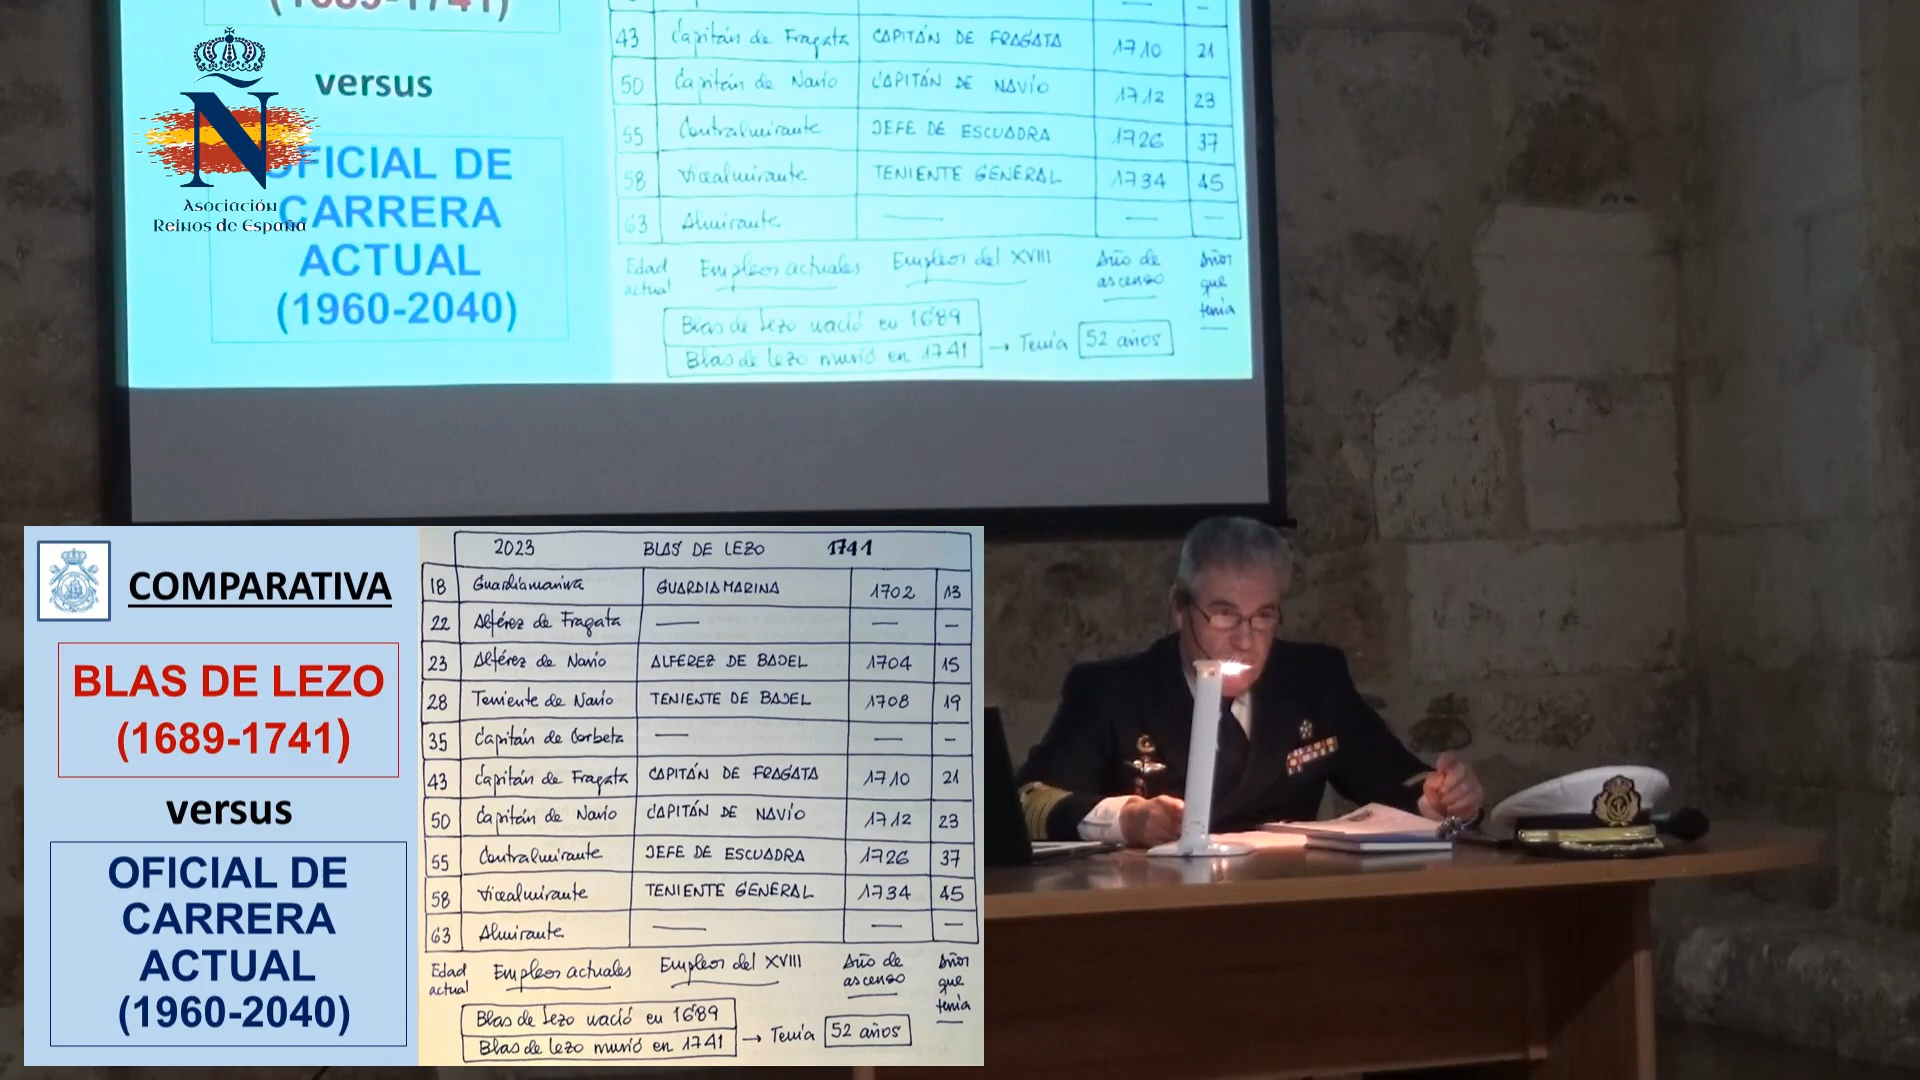 (1689-1741)
versus
OFICIAL DE
CARRERA
ACTUAL
(1960-2040)
Ñ
Asociación
Reinos de España
43 Capitán de Fragata CAPITÁN DE FRAGATA 1710 21
50 Capitán de Navío CAPITÁN DE NAVÍO 1712 23
55 Contralmirante JEFE DE ESCUADRA 1726 37
58 Vicealmirante TENIENTE GENERAL 1734 45
63 Almirante — — —
Edad actual Empleos actuales Empleos del XVIII Año de ascenso Años que tenía
Blas de Lezo nació en 1689
Blas de Lezo murió en 1741 → Tenía 52 años
COMPARATIVA
BLAS DE LEZO
(1689-1741)
versus
OFICIAL DE
CARRERA
ACTUAL
(1960-2040)
2023 BLAS DE LEZO 1741
18 Guardiamarina GUARDIA MARINA 1702 13
22 Alférez de Fragata — — —
23 Alférez de Navío ALFEREZ DE BAJEL 1704 15
28 Teniente de Navío TENIENTE DE BAJEL 1708 19
35 Capitán de Corbeta — — —
43 Capitán de Fragata CAPITÁN DE FRAGATA 1710 21
50 Capitán de Navío CAPITÁN DE NAVÍO 1712 23
55 Contralmirante JEFE DE ESCUADRA 1726 37
58 Vicealmirante TENIENTE GENERAL 1734 45
63 Almirante — — —
Edad actual Empleos actuales Empleos del XVIII Año de ascenso Años que tenía
Blas de Lezo nació en 1689
Blas de Lezo murió en 1741 → Tenía 52 años